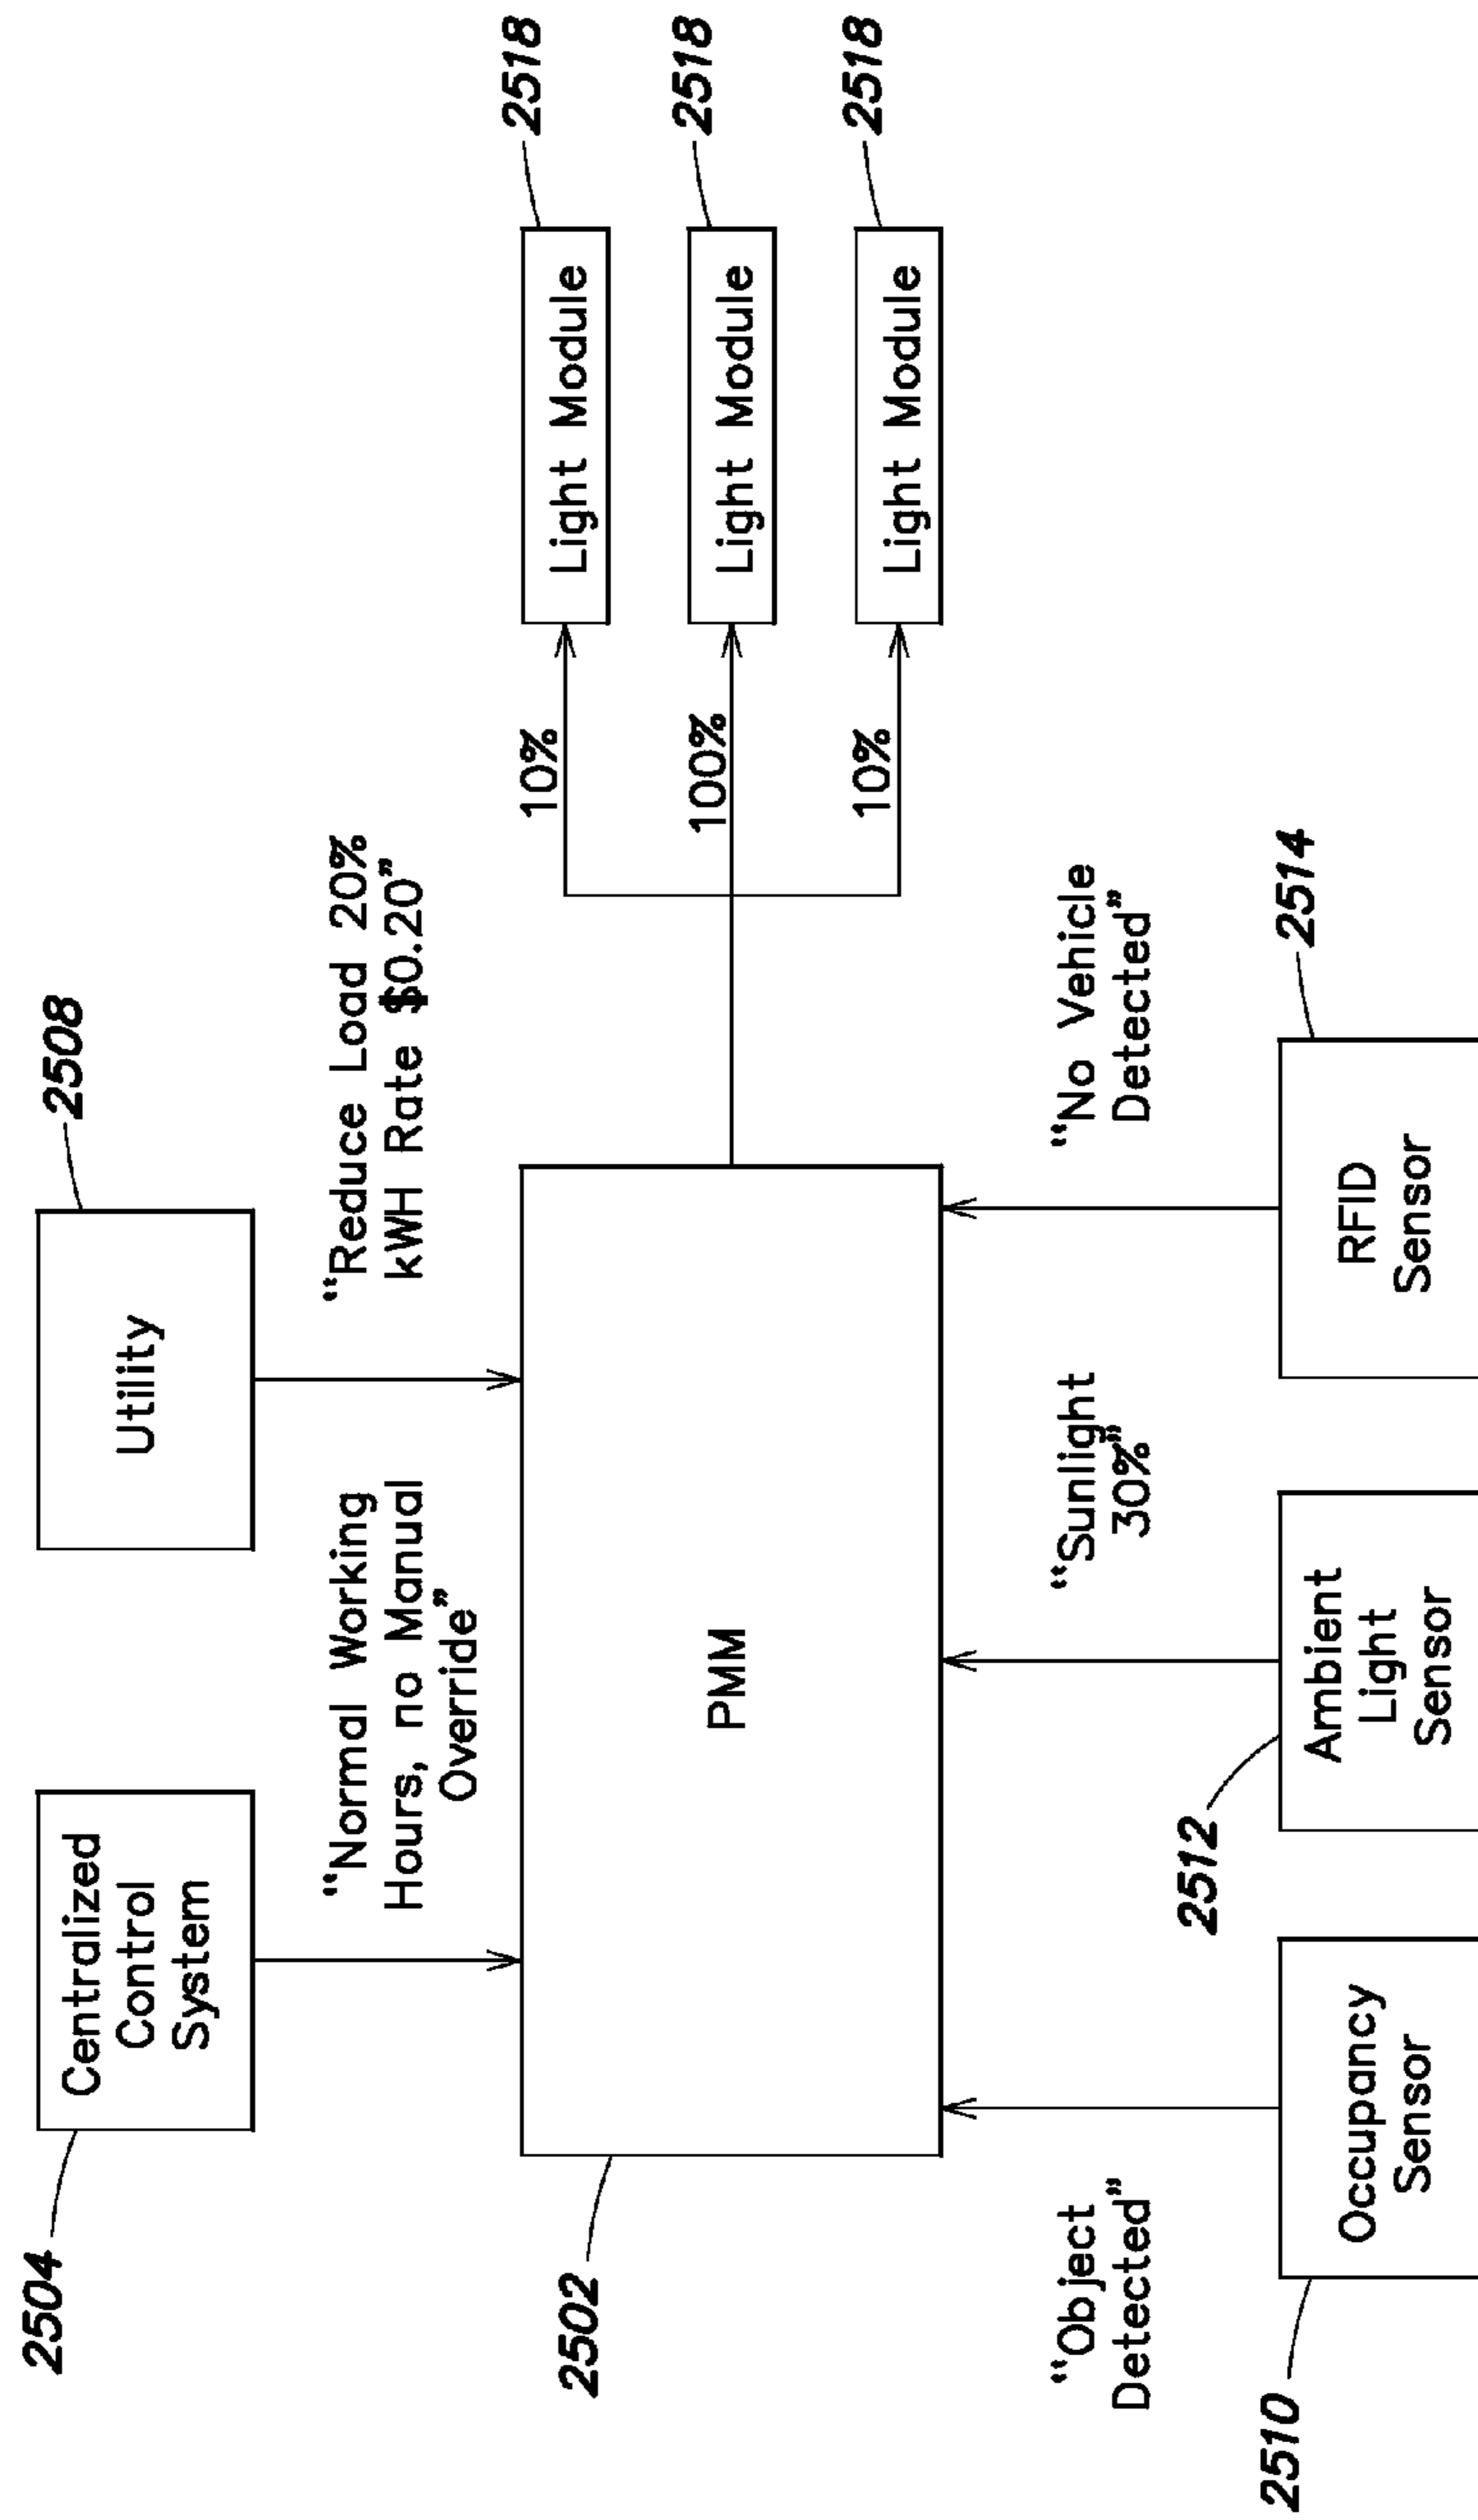 2504
Centralized
Control
System
Utility
2508
"Normal Working
Hours, no Manual
Override"
"Reduce Load 20%
kWH Rate $0.20"
2502
PMM
10%
Light Module
2518
100%
Light Module
2518
10%
Light Module
2518
"Object
Detected"
"Sunlight
30%"
"No Vehicle
Detected"
2510
Occupancy
Sensor
2512
Ambient
Light
Sensor
RFID
Sensor
2514